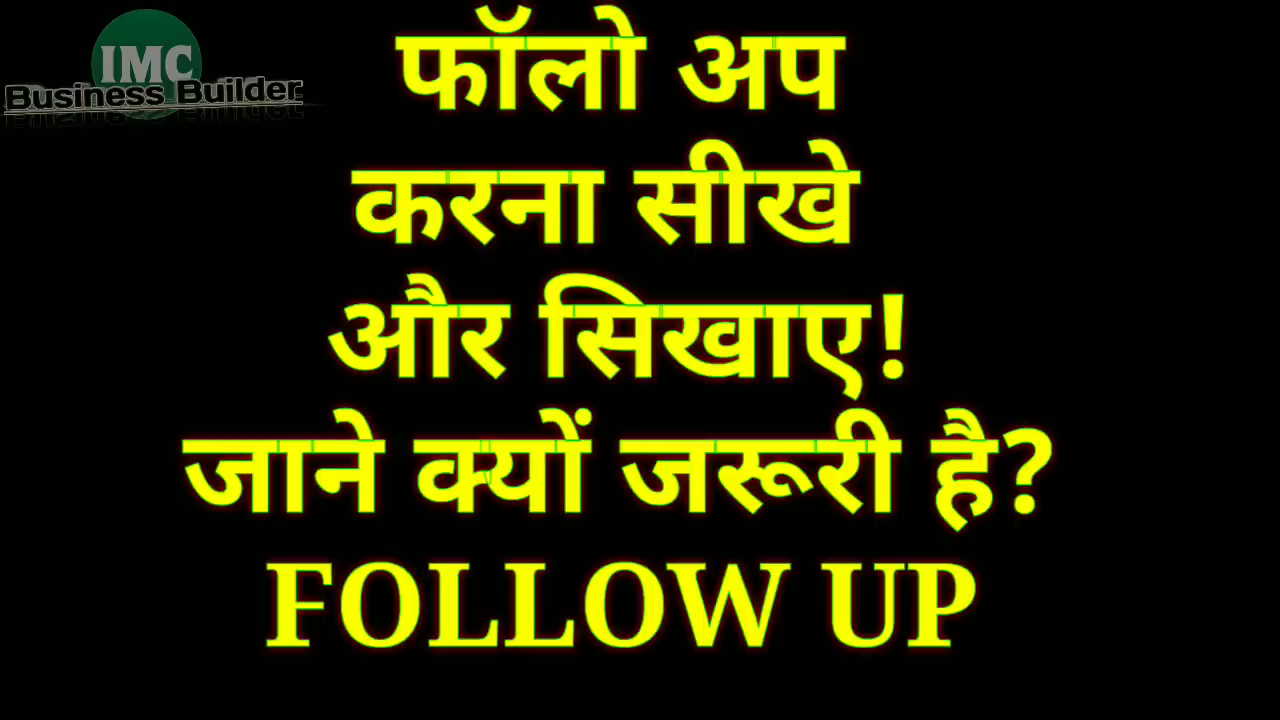 IMC
Business Builder
फॉलो अप
करना सीखे
और सिखाए!
जाने क्यों जरूरी है?
FOLLOW UP